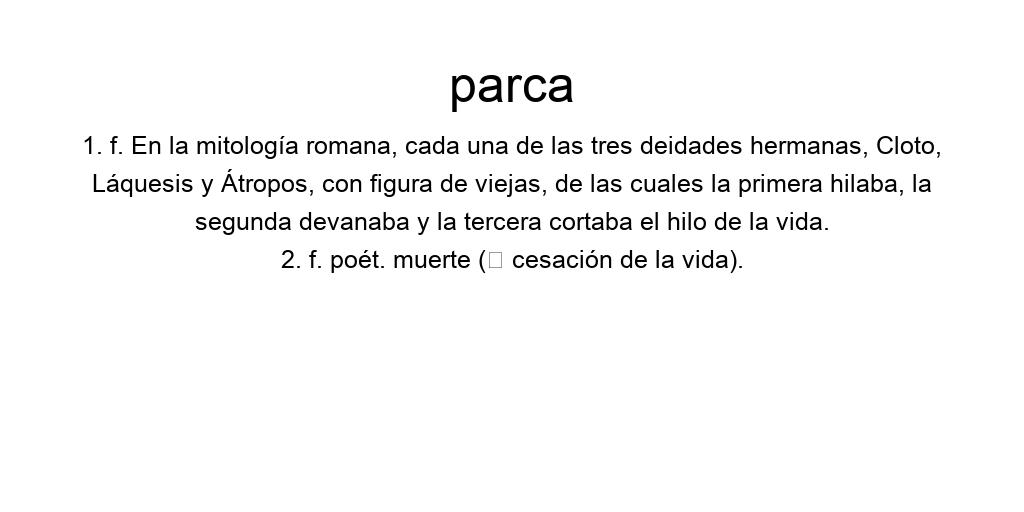 parca
1. f. En la mitología romana, cada una de las tres deidades hermanas, Cloto,
Láquesis y Átropos, con figura de viejas, de las cuales la primera hilaba, la
segunda devanaba y la tercera cortaba el hilo de la vida.
2. f. poét. muerte (□ cesación de la vida).